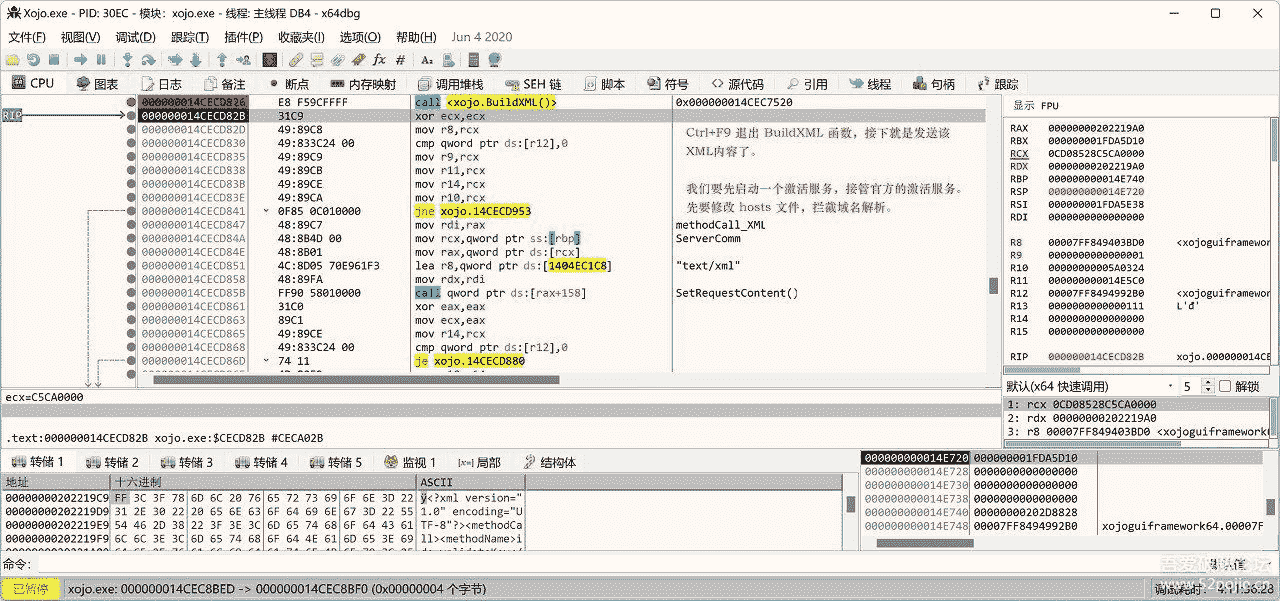 Xojo.exe - PID: 30EC - 模块: xojo.exe - 线程: 主线程 DB4 - x64dbg
文件(F) 视图(V) 调试(D) 跟踪(T) 插件(P) 收藏夹(I) 选项(O) 帮助(H) Jun 4 2020
CPU 图表 日志 备注 断点 内存映射 调用堆栈 SEH 链 脚本 符号 源代码 引用 线程 句柄 跟踪
RIP
000000014CECD826 E8 F59CFFFF call <xojo.BuildXML()> 0x000000014CEC7520
000000014CECD82B 31C9 xor ecx,ecx
000000014CECD82D 49:89C8 mov r8,rcx
000000014CECD830 49:833C24 00 cmp qword ptr ds:[r12],0
000000014CECD835 49:89C9 mov r9,rcx
000000014CECD838 49:89CB mov r11,rcx
000000014CECD83B 49:89CE mov r14,rcx
000000014CECD83E 49:89CA mov r10,rcx
000000014CECD841 0F85 0C010000 jne xojo.14CECD953
000000014CECD847 48:89C7 mov rdi,rax methodCall_XML
000000014CECD84A 48:8B4D 00 mov rcx,qword ptr ss:[rbp] ServerComm
000000014CECD84E 48:8B01 mov rax,qword ptr ds:[rcx]
000000014CECD851 4C:8D05 70E961F3 lea r8,qword ptr ds:[1404EC1C8] "text/xml"
000000014CECD858 48:89FA mov rdx,rdi
000000014CECD85B FF90 58010000 call qword ptr ds:[rax+158] SetRequestContent()
000000014CECD861 31C0 xor eax,eax
000000014CECD863 89C1 mov ecx,eax
000000014CECD865 49:89CE mov r14,rcx
000000014CECD868 49:833C24 00 cmp qword ptr ds:[r12],0
000000014CECD86D 74 11 je xojo.14CECD880
Ctrl+F9 退出 BuildXML 函数，接下就是发送该
XML内容了。
我们要先启动一个激活服务，接管官方的激活服务。
先要修改 hosts 文件，拦截域名解析。
显示 FPU
RAX 00000000202219A0
RBX 000000001FDA5D10
RCX CD08528C5CA0000
RDX 00000000202219A0
RBP 000000000014E740
RSP 000000000014E720
RSI 000000001FDA5E38
RDI 0000000000000000
R8 00007FF849403BD0 <xojoguiframework
R9 0000000000000001
R10 0000000005A0324
R11 000000000014E5C0
R12 00007FF8494992B0 <xojoguiframework
R13 0000000000000111 L'đ'
R14 0000000000000000
R15 0000000000000000
RIP 000000014CECD82B xojo.000000014CE
ecx=C5CA0000
.text:000000014CECD82B xojo.exe:$CECD82B #CECA02B
默认(x64 快速调用) 5 解锁
1: rcx 0CD08528C5CA0000
2: rdx 00000000202219A0
3: r8 00007FF849403BD0 <xojoguiframework
转储 1 转储 2 转储 3 转储 4 转储 5 监视 1 [x=] 局部 结构体
地址 十六进制 ASCII
00000000202219C9 FF 3C 3F 78 6D 6C 20 76 65 72 73 69 6F 6E 3D 22 ÿ<?xml version="
00000000202219D9 31 2E 30 22 20 65 6E 63 6F 64 69 6E 67 3D 22 55 1.0" encoding="U
00000000202219E9 54 46 2D 38 22 3F 3E 3C 6D 65 74 68 6F 64 43 61 TF-8"?><methodCa
00000000202219F9 6C 6C 3E 3C 6D 65 74 68 6F 64 4E 61 6D 65 3E 69 ll><methodName>i
000000000014E720 000000001FDA5D10
000000000014E728 0000000000000000
000000000014E730 0000000000000000
000000000014E738 0000000000000000
000000000014E740 00000000202D8828
000000000014E748 00007FF8494992B0 xojoguiframework64.00007F
命令: 默认值
已暂停 xojo.exe: 000000014CEC8BED -> 000000014CEC8BF0 (0x00000004 个字节) 调试耗时: 4:11:36:28
吾爱破解论坛
www.52pojie.cn